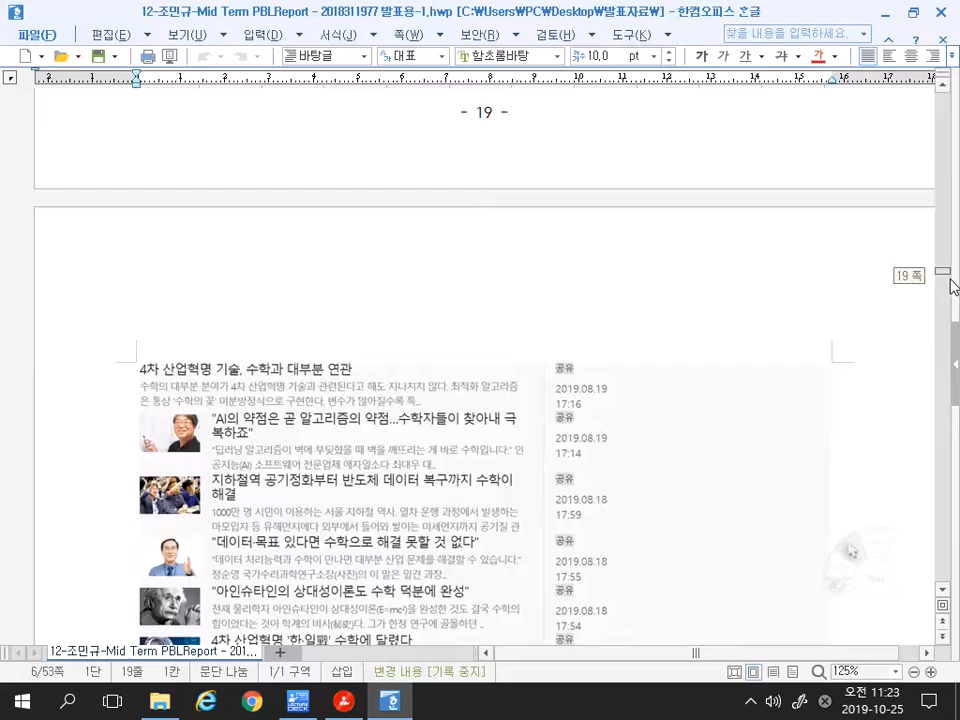 12-조민규-Mid Term PBLReport - 2018311977 발표용-1.hwp [C:₩Users₩PC₩Desktop₩발표자료₩] - 한컴오피스 한글
파일(F) 편집(E) 보기(U) 입력(D) 서식(J) 쪽(W) 보안(R) 검토(H) 도구(K) 찾을 내용을 입력하세요.
바탕글 대표 함초롬바탕 10,0 pt 가 가 가 가 가
2 1 1 2 3 4 5 6 7 8 9 10 11 12 13 14 15 16 17 18
- 19 -
19 쪽
4차 산업혁명 기술, 수학과 대부분 연관 공유
수학의 대부분 분야가 4차 산업혁명 기술과 관련된다고 해도 지나치지 않다. 최적화 알고리즘 2019.08.19
은 통상 '수학의 꽃' 미분방정식으로 구현한다. 변수가 많아질수록 특... 17:16
"AI의 약점은 곧 알고리즘의 약점...수학자들이 찾아내 극 공유
복하죠" 2019.08.19
"딥러닝 알고리즘이 벽에 부딪혔을 때 벽을 깨뜨리는 게 바로 수학입니다." 인 17:14
공지능(AI) 소프트웨어 전문업체 애자일소다 최대우 대...
지하철역 공기정화부터 반도체 데이터 복구까지 수학이 공유
해결 2019.08.18
1000만 명 시민이 이용하는 서울 지하철 역사. 열차 운행 과정에서 발생하는 17:59
마모입자 등 유해먼지에다 외부에서 들어와 쌓이는 미세먼지까지 공기질 관
"데이터·목표 있다면 수학으로 해결 못할 것 없다" 공유
"데이터 처리능력과 수학이 만나면 대부분 산업 문제를 해결할 수 있습니다." 2019.08.18
정순영 국가수리과학연구소장(사진)의 이 말은 일견 과장... 17:55
"아인슈타인의 상대성이론도 수학 덕분에 완성" 공유
천재 물리학자 아인슈타인이 상대성이론(E=mc²)을 완성한 것도 결국 수학의 2019.08.18
힘이었다는 것이 학계의 비사(秘史)다. 그가 한창 연구에 골몰하던 ... 17:54
4차 산업혁명 '한·일戰' 수학에 달렸다 공유
12-조민규-Mid Term PBLReport - 201...
6/53쪽 1단 19줄 1칸 문단 나눔 1/1 구역 삽입 변경 내용 [기록 중지] 125%
LECTURE
오전 11:23
2019-10-25